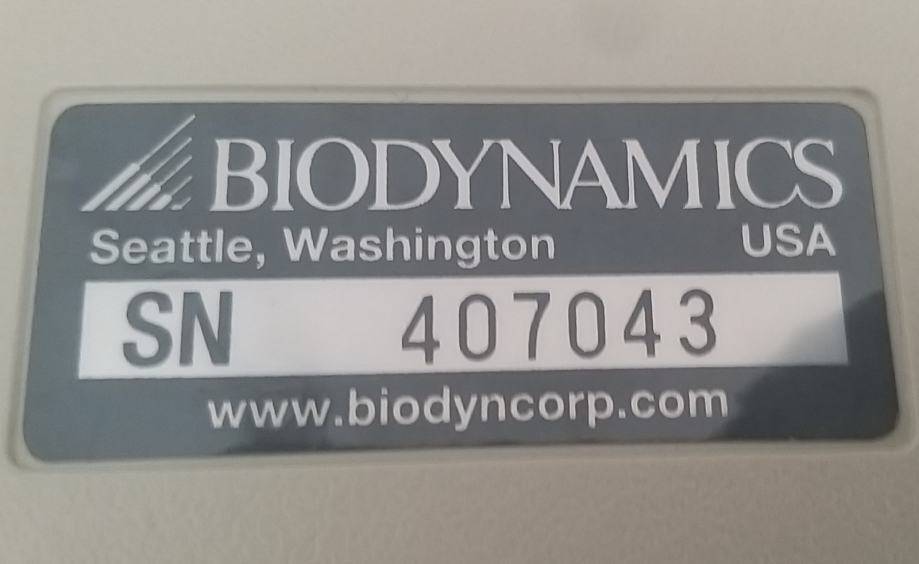 BIODYNAMICS
Seattle, Washington USA
SN 407043
www.biodyncorp.com